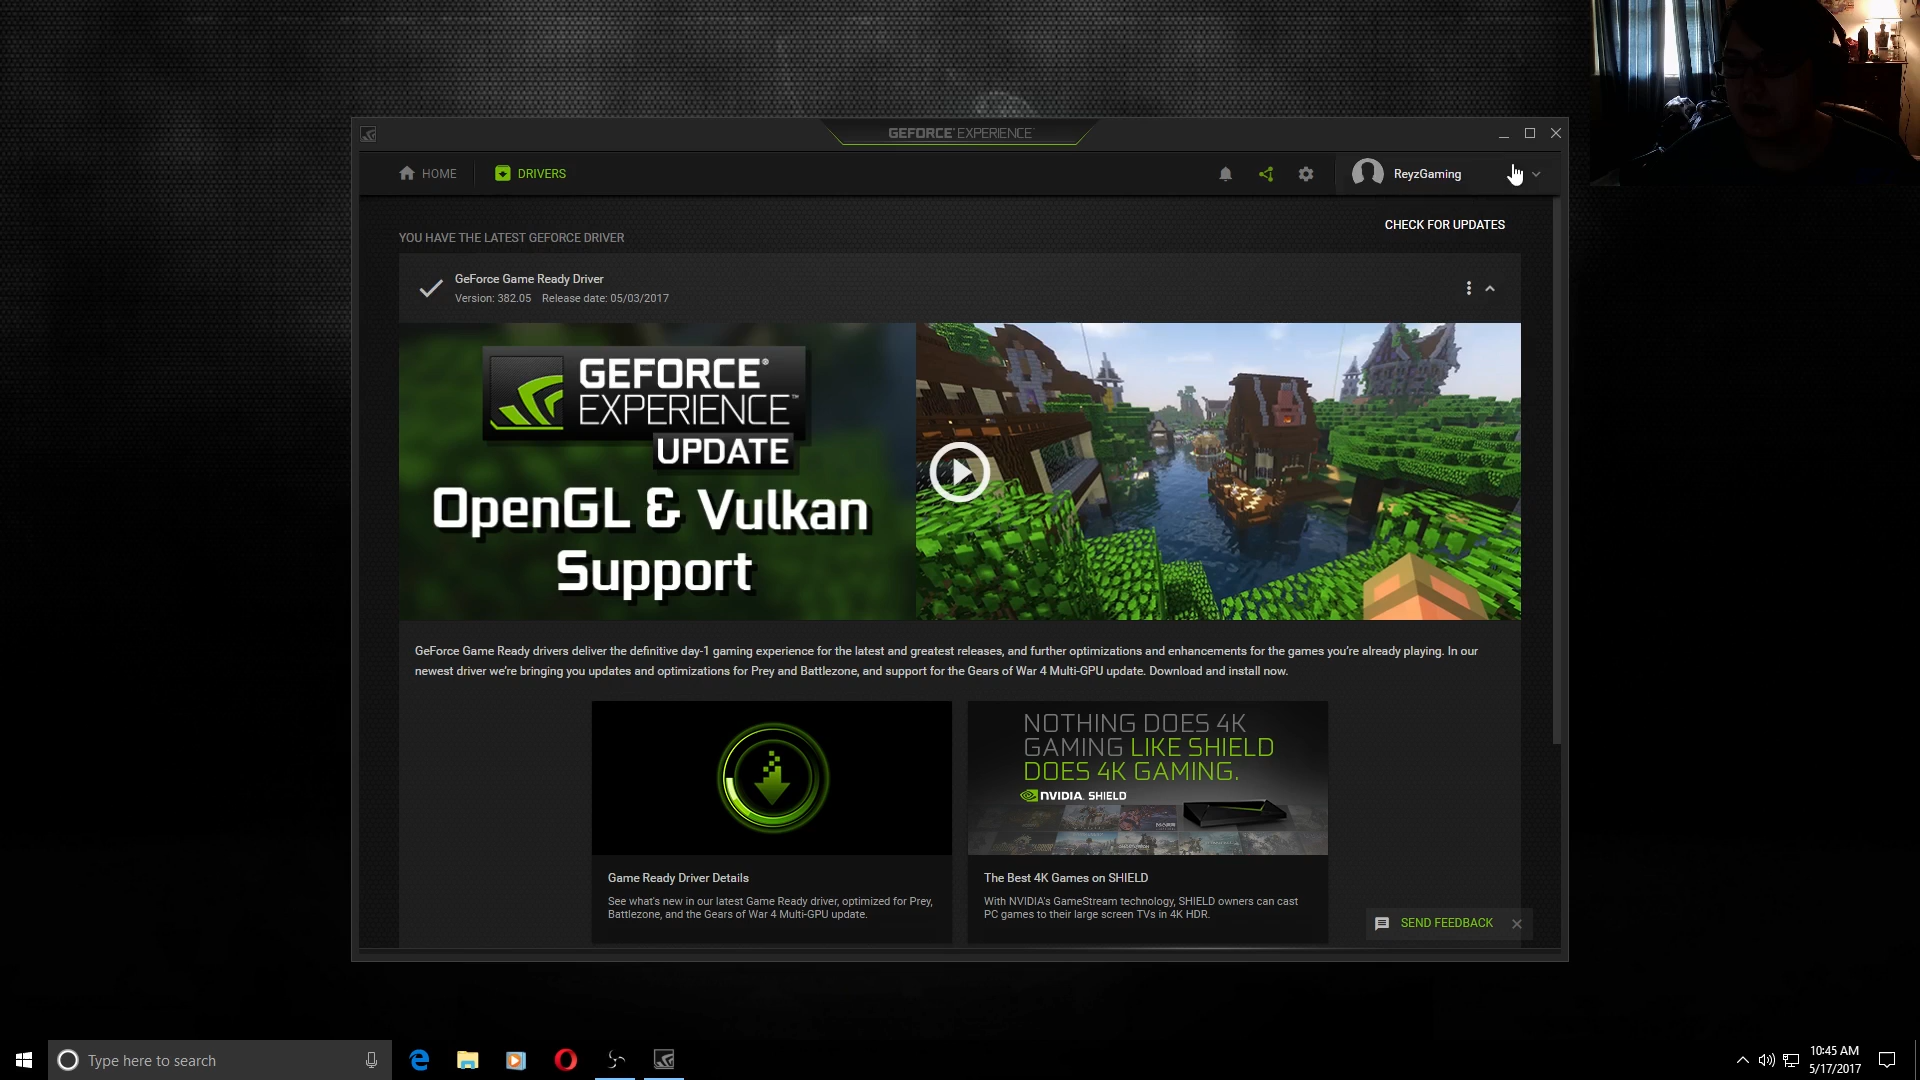 GEFORCE® EXPERIENCE™
HOME
DRIVERS
ReyzGaming
YOU HAVE THE LATEST GEFORCE DRIVER
CHECK FOR UPDATES
GeForce Game Ready Driver
Version: 382.05 Release date: 05/03/2017
GEFORCE®
EXPERIENCE™
UPDATE
OpenGL & Vulkan
Support
GeForce Game Ready drivers deliver the definitive day-1 gaming experience for the latest and greatest releases, and further optimizations and enhancements for the games you’re already playing. In our
newest driver we’re bringing you updates and optimizations for Prey and Battlezone, and support for the Gears of War 4 Multi-GPU update. Download and install now.
NOTHING DOES 4K
GAMING LIKE SHIELD
DOES 4K GAMING.
NVIDIA. SHIELD
Game Ready Driver Details
See what's new in our latest Game Ready driver, optimized for Prey,
Battlezone, and the Gears of War 4 Multi-GPU update.
The Best 4K Games on SHIELD
With NVIDIA's GameStream technology, SHIELD owners can cast
PC games to their large screen TVs in 4K HDR.
SEND FEEDBACK
Type here to search
10:45 AM
5/17/2017